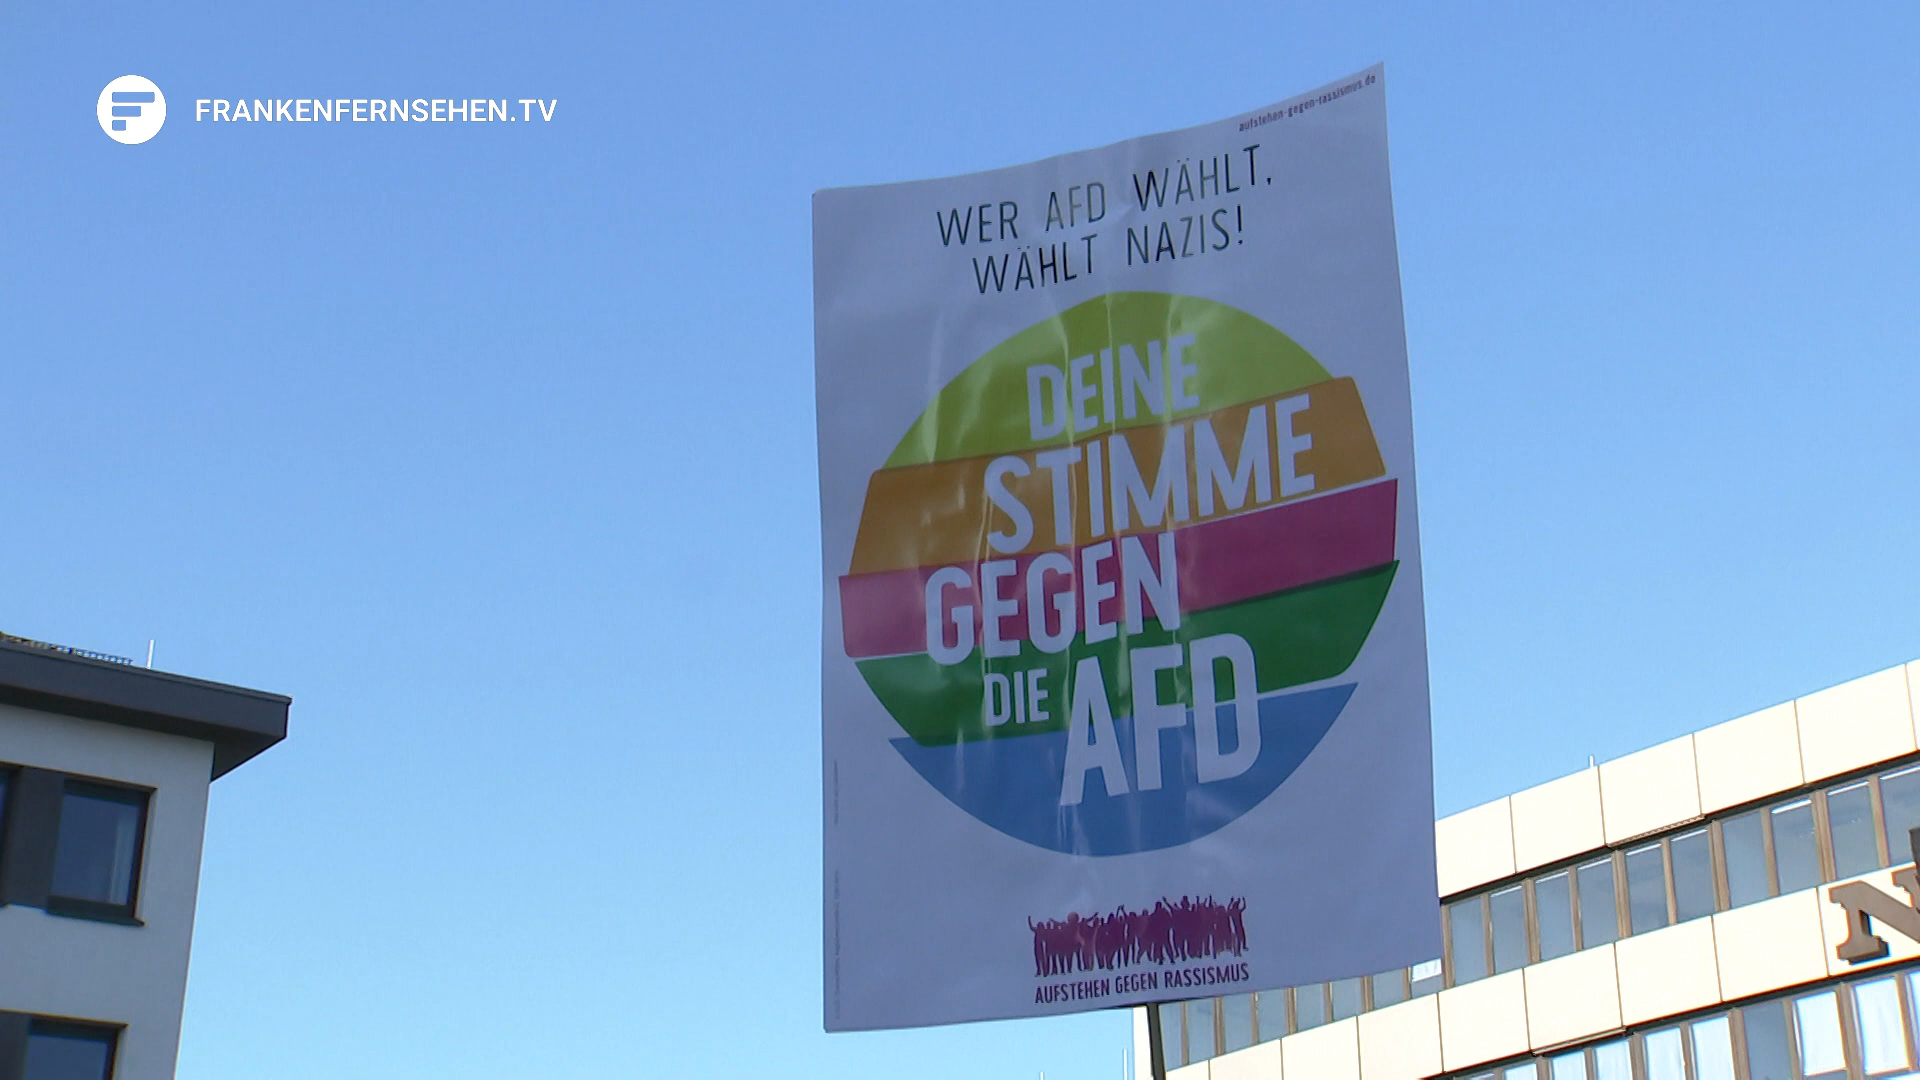 FRANKENFERNSEHEN.TV
aufstehen-gegen-rassismus.de
WER AFD WÄHLT,
WÄHLT NAZIS!
DEINE
STIMME
GEGEN
DIE AFD
AUFSTEHEN GEGEN RASSISMUS
N